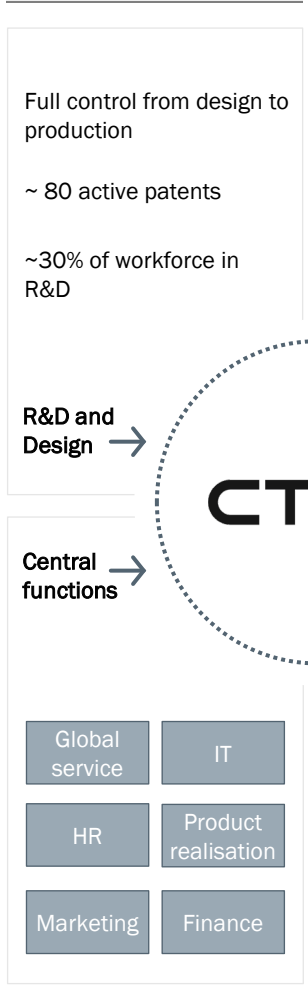 Full control from design to
production
~ 80 active patents
~30% of workforce in
R&D
R&D and
Design
CT
Central
functions
Global
service
IT
HR
Product
realisation
Marketing
Finance